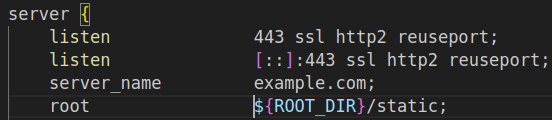 server {
    listen              443 ssl http2 reuseport;
    listen              [::]:443 ssl http2 reuseport;
    server_name         example.com;
    root                ${ROOT_DIR}/static;